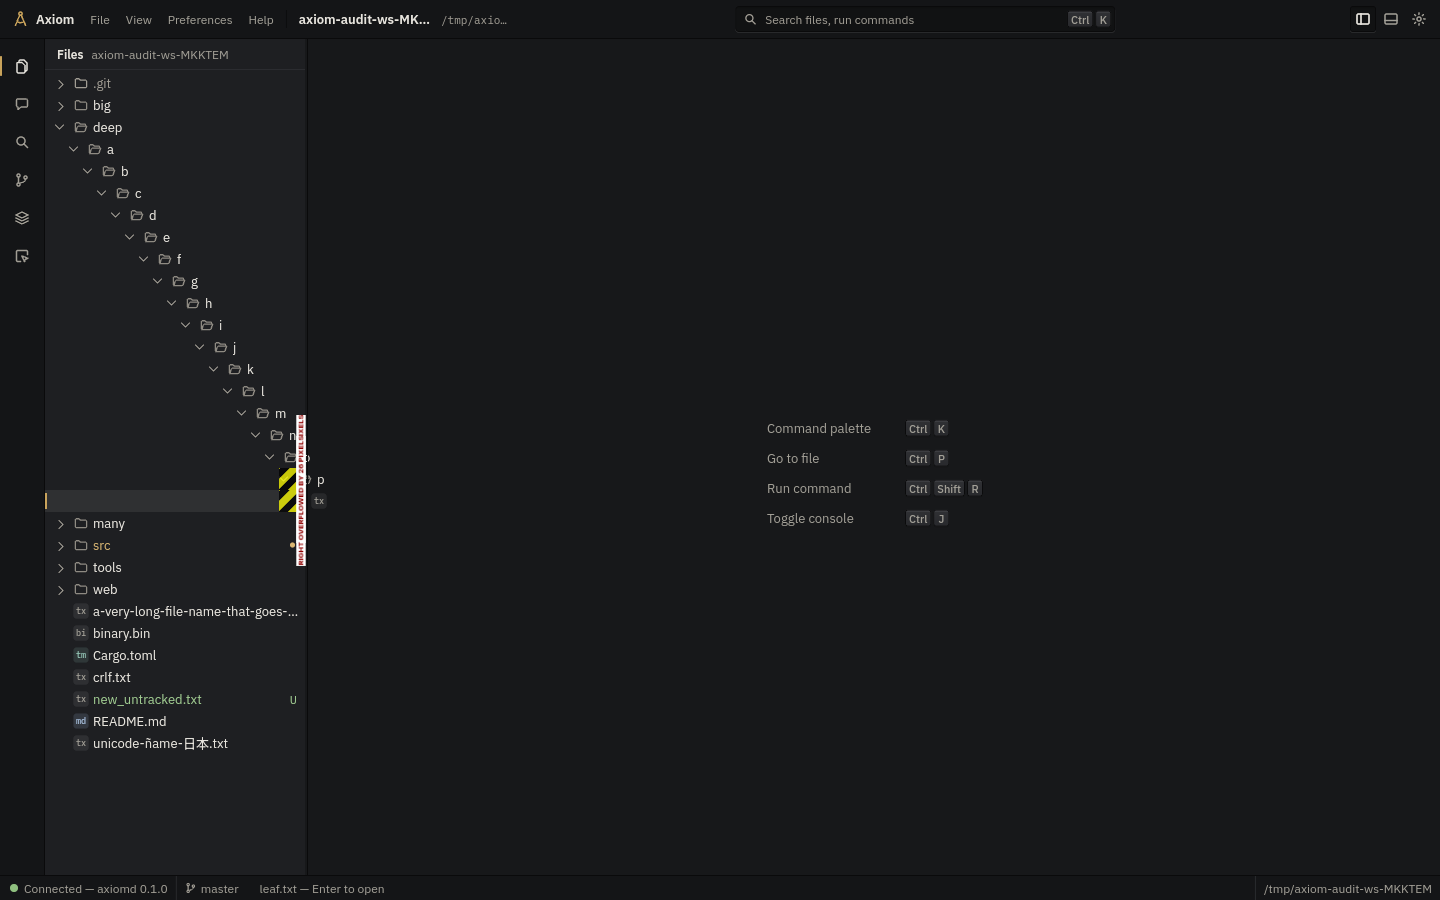 Axiom File View Preferences Help axiom-audit-ws-MK... /tmp/axio… Search files, run commands Ctrl K
Files axiom-audit-ws-MKKTEM
.git
big
deep
a
b
c
d
e
f
g
h
i
j
k
l
m
n
o
p
tx
RIGHT OVERFLOWED BY 26 PIXELS
many
src
tools
web
tx a-very-long-file-name-that-goes-...
bi binary.bin
tm Cargo.toml
tx crlf.txt
tx new_untracked.txt U
md README.md
tx unicode-ñame-日本.txt
Command palette Ctrl K
Go to file Ctrl P
Run command Ctrl Shift R
Toggle console Ctrl J
Connected — axiomd 0.1.0 master leaf.txt — Enter to open /tmp/axiom-audit-ws-MKKTEM